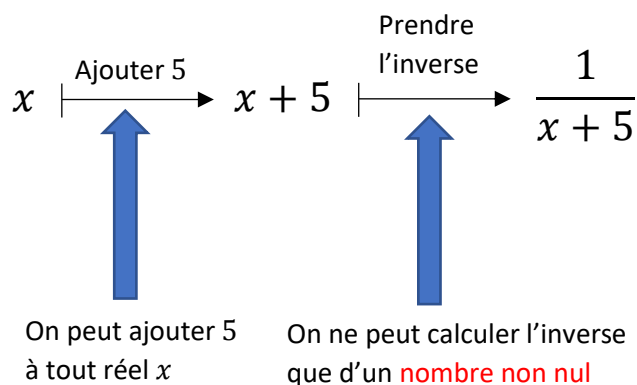 Prendre
l’inverse
Ajouter 5
x
x + 5
1
x + 5
On peut ajouter 5
à tout réel x
On ne peut calculer l’inverse
que d’un nombre non nul